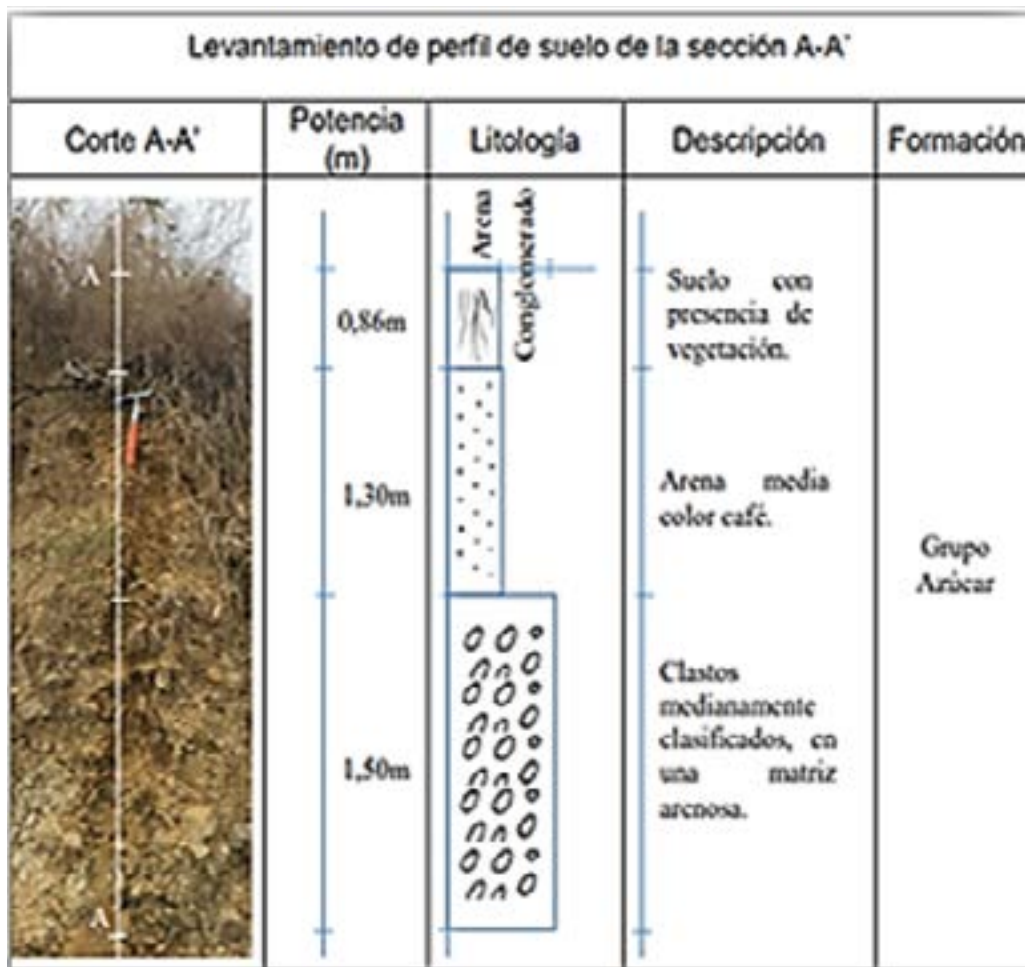 Levantamiento de perfil de suelo de la sección A-A'
Corte A-A'
Potencia
(m)
Litología
Descripción
Formación
A
A'
0,86m
1,30m
1,50m
Arena
Conglomerado
Suelo con
presencia de
vegetación.
Arena media
color café.
Clastos
medianamente
clasificados, en
una matriz
arenosa.
Grupo
Azúcar